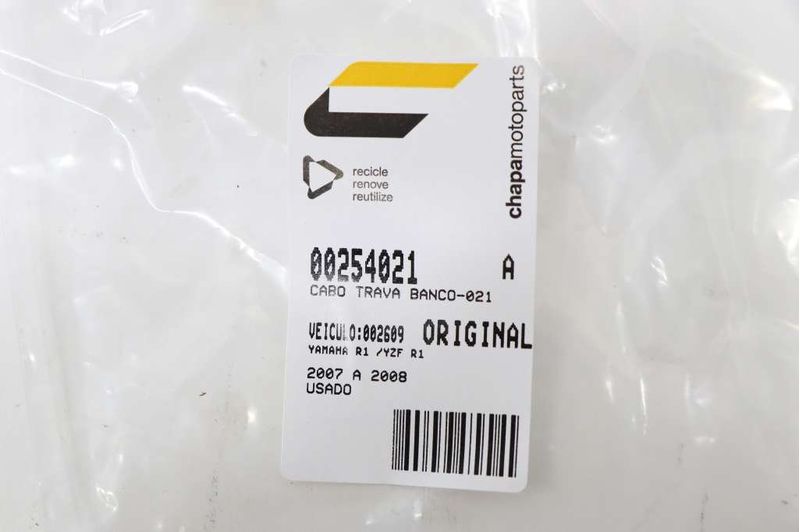 chapamotoparts
recicle
renove
reutilize
00254021 A
CABO TRAVA BANCO-021
VEICULO:002609 ORIGINAL
YAMAHA R1 /YZF R1
2007 A 2008
USADO